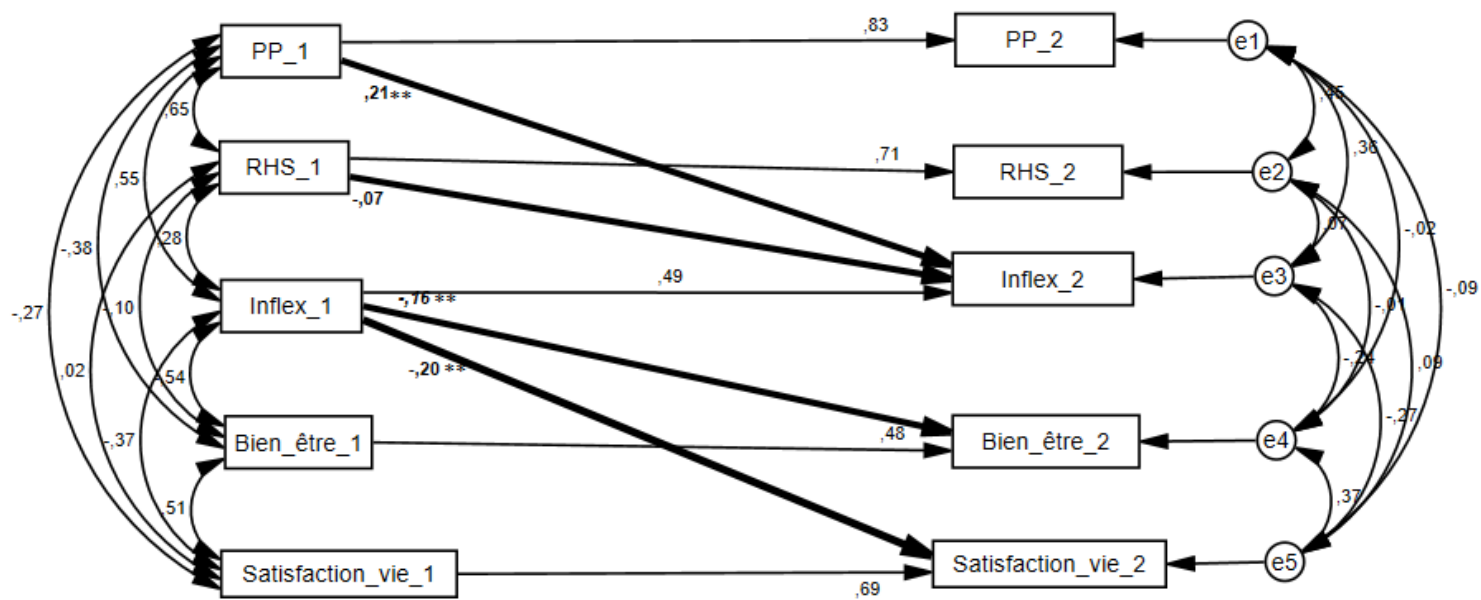 PP_1
,83
PP_2
e1
,21**
,65
,45
RHS_1
,71
RHS_2
e2
,36
,55
-,07
-,38
,28
,07
-,02
Inflex_1
,49
Inflex_2
e3
-,16 **
-,27
-,10
-,01
-,09
,02
-,54
-,20 **
-,24
,09
-,37
-,27
Bien_être_1
,48
Bien_être_2
e4
,51
,37
Satisfaction_vie_1
,69
Satisfaction_vie_2
e5